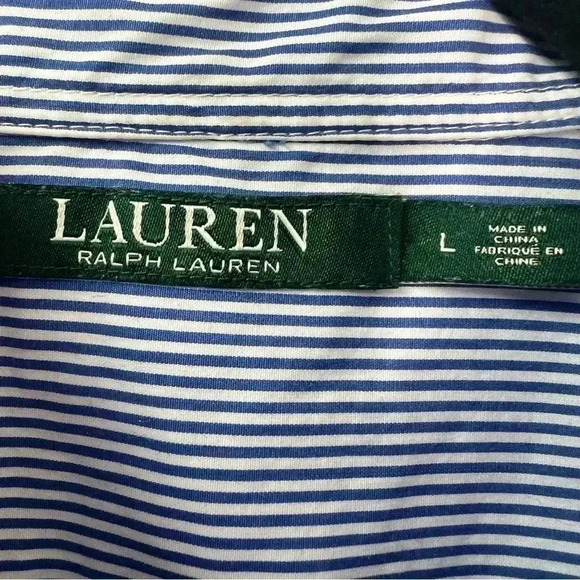 LAUREN
RALPH LAUREN
L
MADE IN
CHINA
FABRIQUÉ EN
CHINE